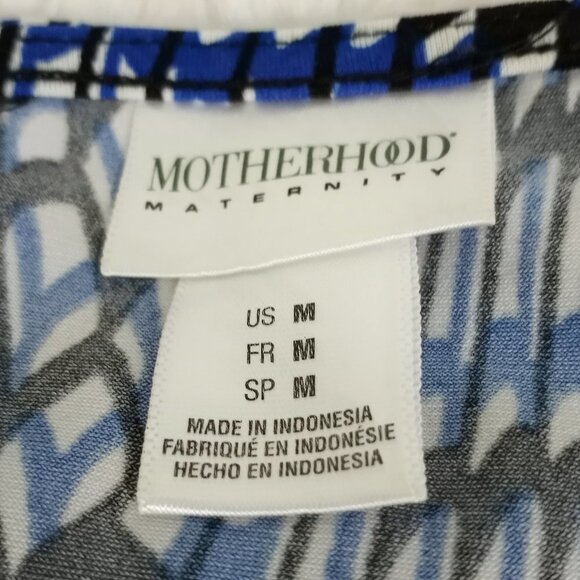 MOTHERHOOD®
MATERNITY
US M
FR M
SP M
MADE IN INDONESIA
FABRIQUÉ EN INDONÉSIE
HECHO EN INDONESIA